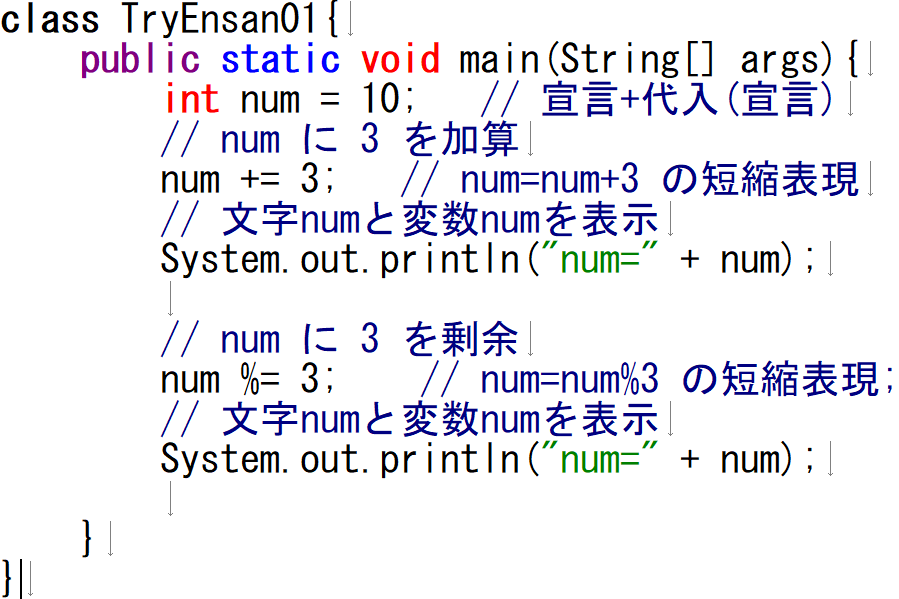 class TryEnsan01{
public static void main(String[] args){
int num = 10;   // 宣言+代入(宣言)
// num に 3 を加算
num += 3;   // num=num+3 の短縮表現
// 文字numと変数numを表示
System.out.println("num=" + num);
// num に 3 を剰余
num %= 3;    // num=num%3 の短縮表現;
// 文字numと変数numを表示
System.out.println("num=" + num);
}
}